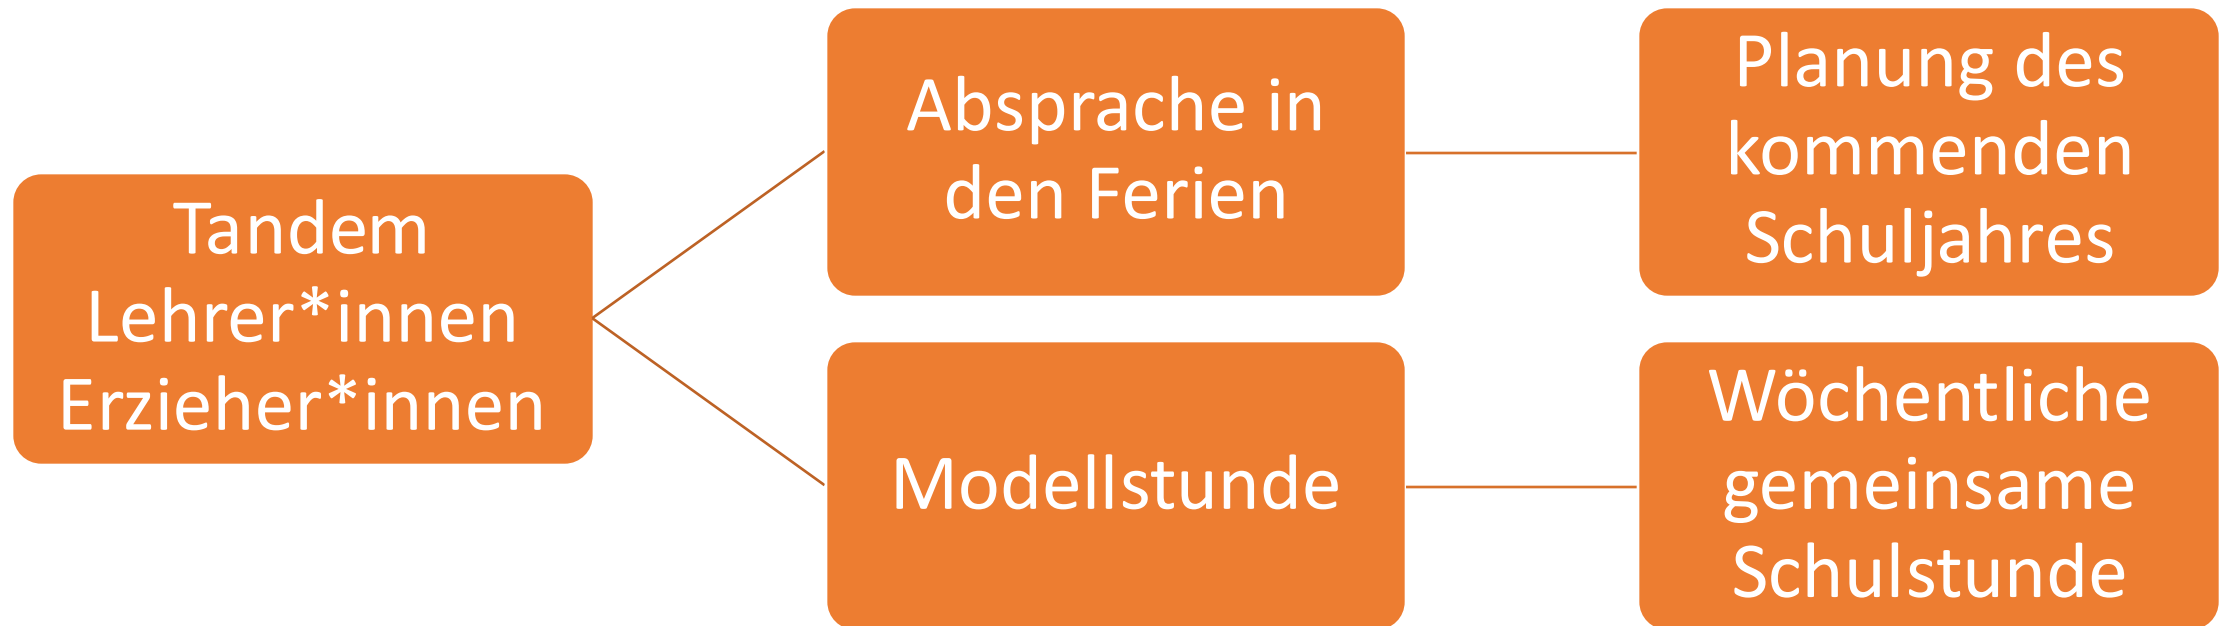 Tandem
Lehrer*innen
Erzieher*innen
Absprache in
den Ferien
Planung des
kommenden
Schuljahres
Modellstunde
Wöchentliche
gemeinsame
Schulstunde